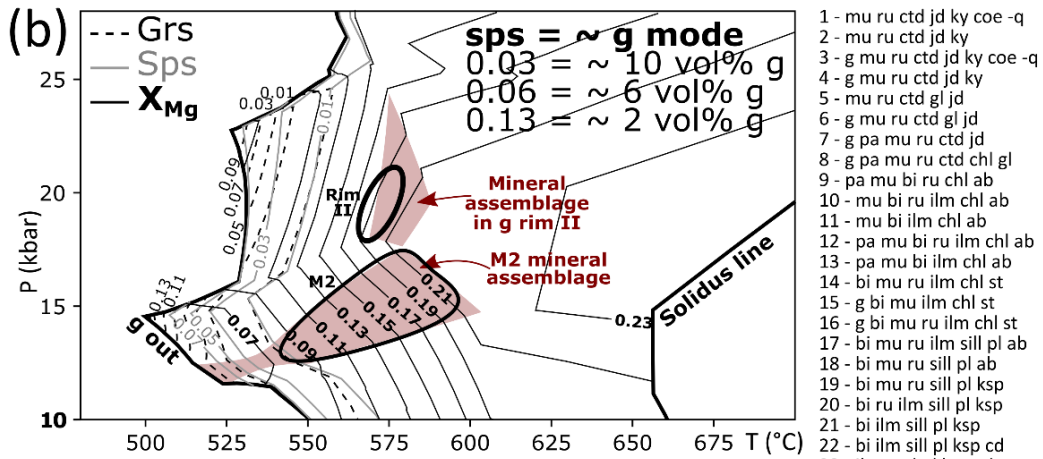 (b)
Grs
Sps
XMg
sps = ~ g mode
0.03 = ~ 10 vol% g
0.06 = ~ 6 vol% g
0.13 = ~ 2 vol% g
0.03
0.01
0.01
0.09
0.07
0.05
0.03
Rim
II
Mineral
assemblage
in g rim II
M2 mineral
assemblage
M2
0.13
0.11
0.05
0.07
0.07
0.09
0.11
0.13
0.15
0.17
0.19
0.21
0.23
g
out
Solidus line
P (kbar)
25
20
15
10
500
525
550
575
600
625
650
675
T (°C)
1 - mu ru ctd jd ky coe -q
2 - mu ru ctd jd ky
3 - g mu ru ctd jd ky coe -q
4 - g mu ru ctd jd ky
5 - mu ru ctd gl jd
6 - g mu ru ctd gl jd
7 - g pa mu ru ctd jd
8 - g pa mu ru ctd chl gl
9 - pa mu bi ru chl ab
10 - mu bi ru ilm chl ab
11 - mu bi ilm chl ab
12 - pa mu bi ru ilm chl ab
13 - pa mu bi ilm chl ab
14 - bi mu ru ilm chl st
15 - g bi mu ilm chl st
16 - g bi mu ru ilm chl st
17 - bi mu ru ilm sill pl ab
18 - bi mu ru sill pl ab
19 - bi mu ru sill pl ksp
20 - bi ru ilm sill pl ksp
21 - bi ilm sill pl ksp
22 - bi ilm sill pl ksp cd